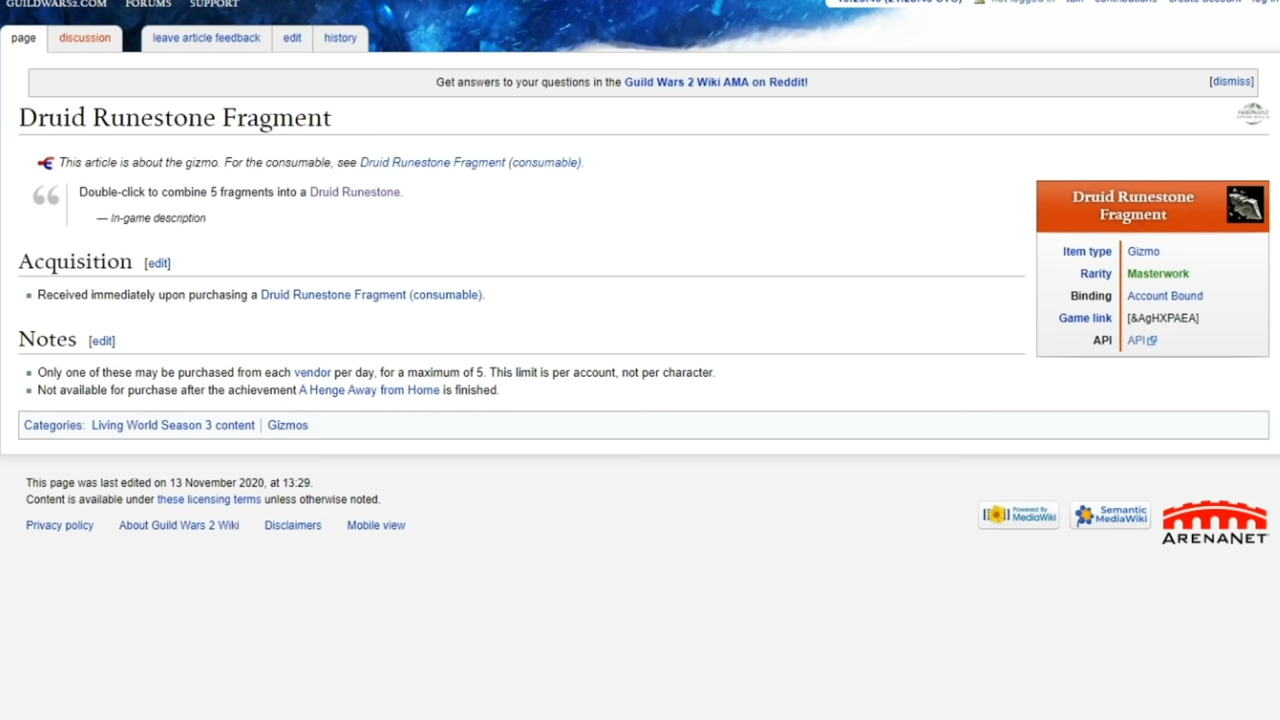 GUILDWARS2.COM FORUMS SUPPORT
page discussion leave article feedback edit history
Get answers to your questions in the Guild Wars 2 Wiki AMA on Reddit! [dismiss]
Druid Runestone Fragment
This article is about the gizmo. For the consumable, see Druid Runestone Fragment (consumable).
Double-click to combine 5 fragments into a Druid Runestone.
— In-game description
Druid Runestone
Fragment
Item type Gizmo
Rarity Masterwork
Binding Account Bound
Game link [&AgHXPAEA]
API API
Acquisition [edit]
Received immediately upon purchasing a Druid Runestone Fragment (consumable).
Notes [edit]
Only one of these may be purchased from each vendor per day, for a maximum of 5. This limit is per account, not per character.
Not available for purchase after the achievement A Henge Away from Home is finished.
Categories: Living World Season 3 content | Gizmos
This page was last edited on 13 November 2020, at 13:29.
Content is available under these licensing terms unless otherwise noted.
Privacy policy About Guild Wars 2 Wiki Disclaimers Mobile view
Powered By
MediaWiki
Semantic
MediaWiki
ARENANET